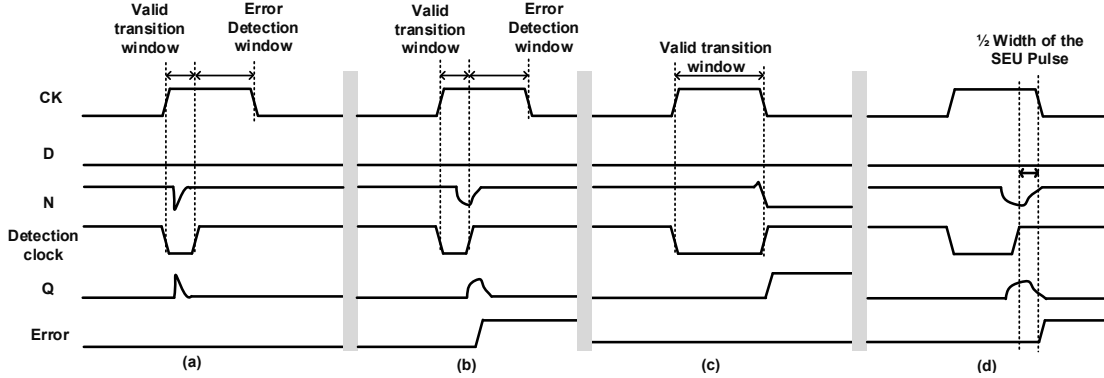 Valid
transition
window
Error
Detection
window
Valid
transition
window
Error
Detection
window
Valid transition
window
½ Width of the
SEU Pulse
CK
D
N
Detection
clock
Q
Error
(a)
(b)
(c)
(d)